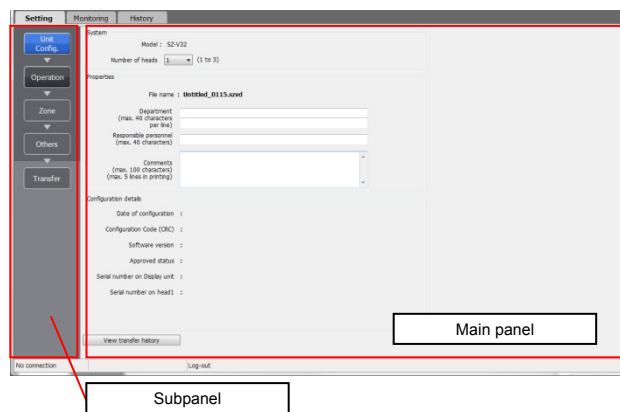 Setting Monitoring History
Unit
Config.
Operation
Zone
Others
Transfer
System
Model : SZ-V32
Number of heads 1 (1 to 3)
Properties
File name : Untitled_0115.szvd
Department
(max. 40 characters
per line)
Responsible personnel
(max. 40 characters)
Comments
(max. 100 characters)
(max. 5 lines in printing)
Configuration details
Date of configuration :
Configuration Code (CRC) :
Software version :
Approved status :
Serial number on Display unit :
Serial number on head1 :
View transfer history
Main panel
No connection Log-out
Subpanel